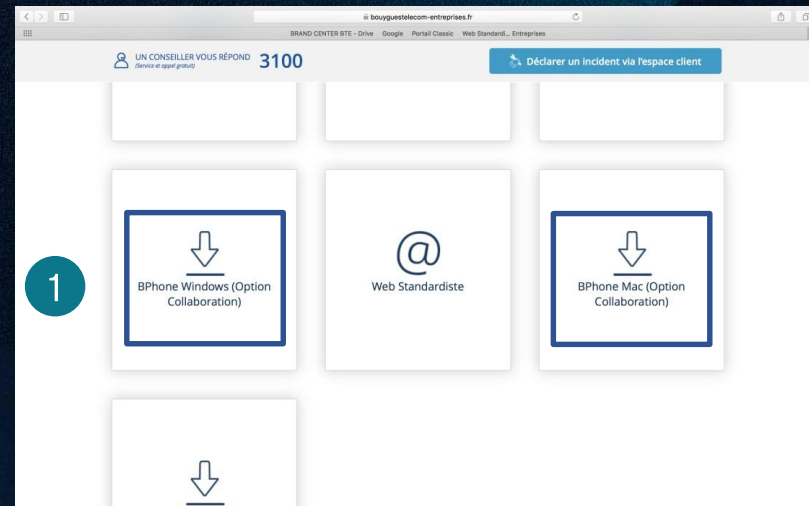 bouyguestelecom-entreprises.fr
BRAND CENTER BTE - Drive Google Portail Classic Web Standardi... Entreprises
UN CONSEILLER VOUS RÉPOND 3100
(Service et appel gratuit)
Déclarer un incident via l'espace client
1
BPhone Windows (Option
Collaboration)
@
Web Standardiste
BPhone Mac (Option
Collaboration)